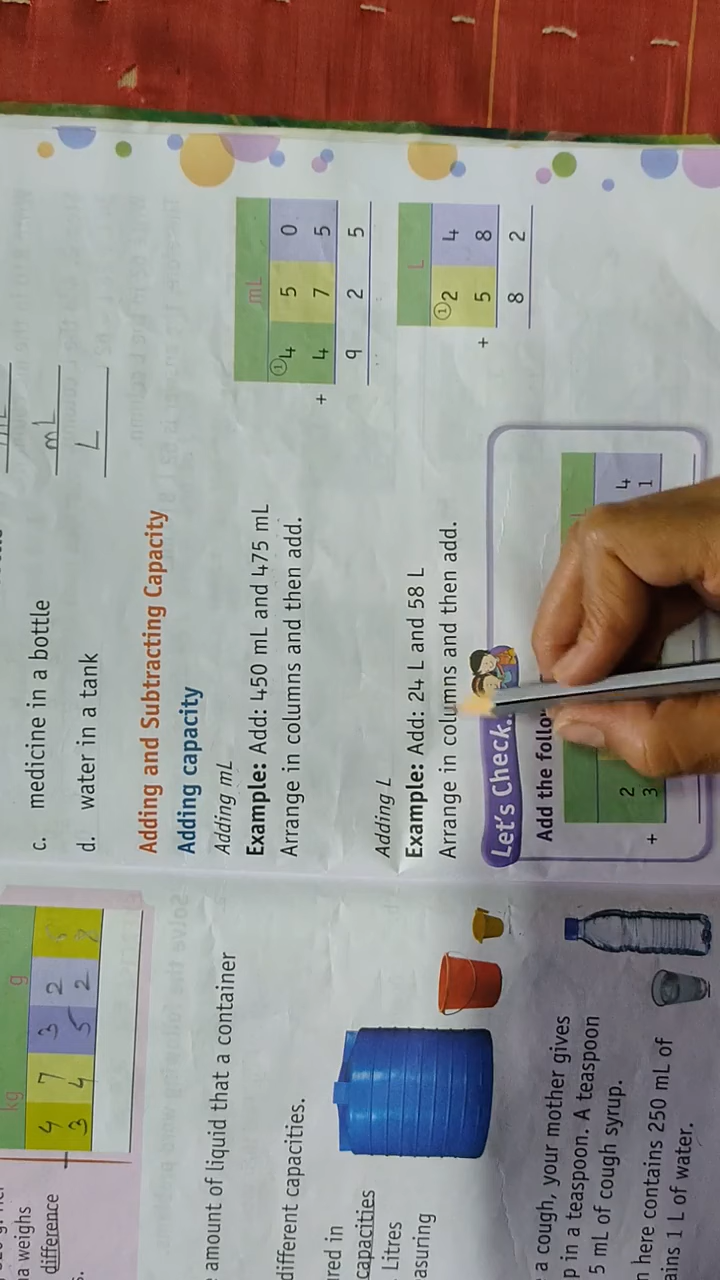 kg g
4 7 3 2 5
3 4 5 2 8
a weighs
difference
amount of liquid that a container
different capacities.
red in
capacities
Litres
asuring
a cough, your mother gives
p in a teaspoon. A teaspoon
5 mL of cough syrup.
here contains 250 mL of
ains 1 L of water.
c. medicine in a bottle mL
d. water in a tank L
Adding and Subtracting Capacity
Adding capacity
Adding mL
Example: Add: 450 mL and 475 mL
Arrange in columns and then add.
mL
①4 5 0
+ 4 7 5
9 2 5
Adding L
Example: Add: 24 L and 58 L
Arrange in columns and then add.
L
①2 4
+ 5 8
8 2
Let's Check..
Add the follo
L
2 4
+ 3 1